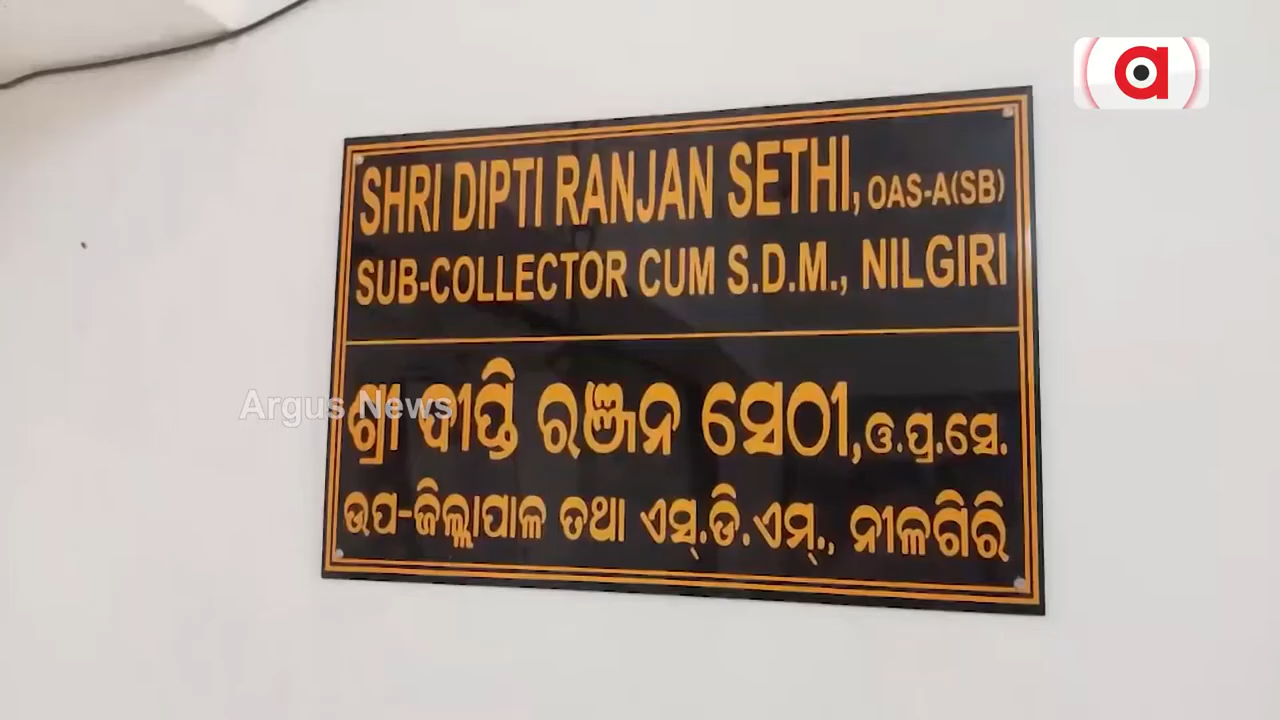 SHRI DIPTI RANJAN SETHI, OAS-A(SB)
SUB-COLLECTOR CUM S.D.M., NILGIRI
ଶ୍ରୀ ଦୀପ୍ତି ରଞ୍ଜନ ସେଠୀ, ଓ.ପ୍ର.ସେ.
ଉପ-ଜିଲ୍ଲାପାଳ ତଥା ଏସ୍.ଡି.ଏମ୍., ନୀଳଗିରି
Argus News